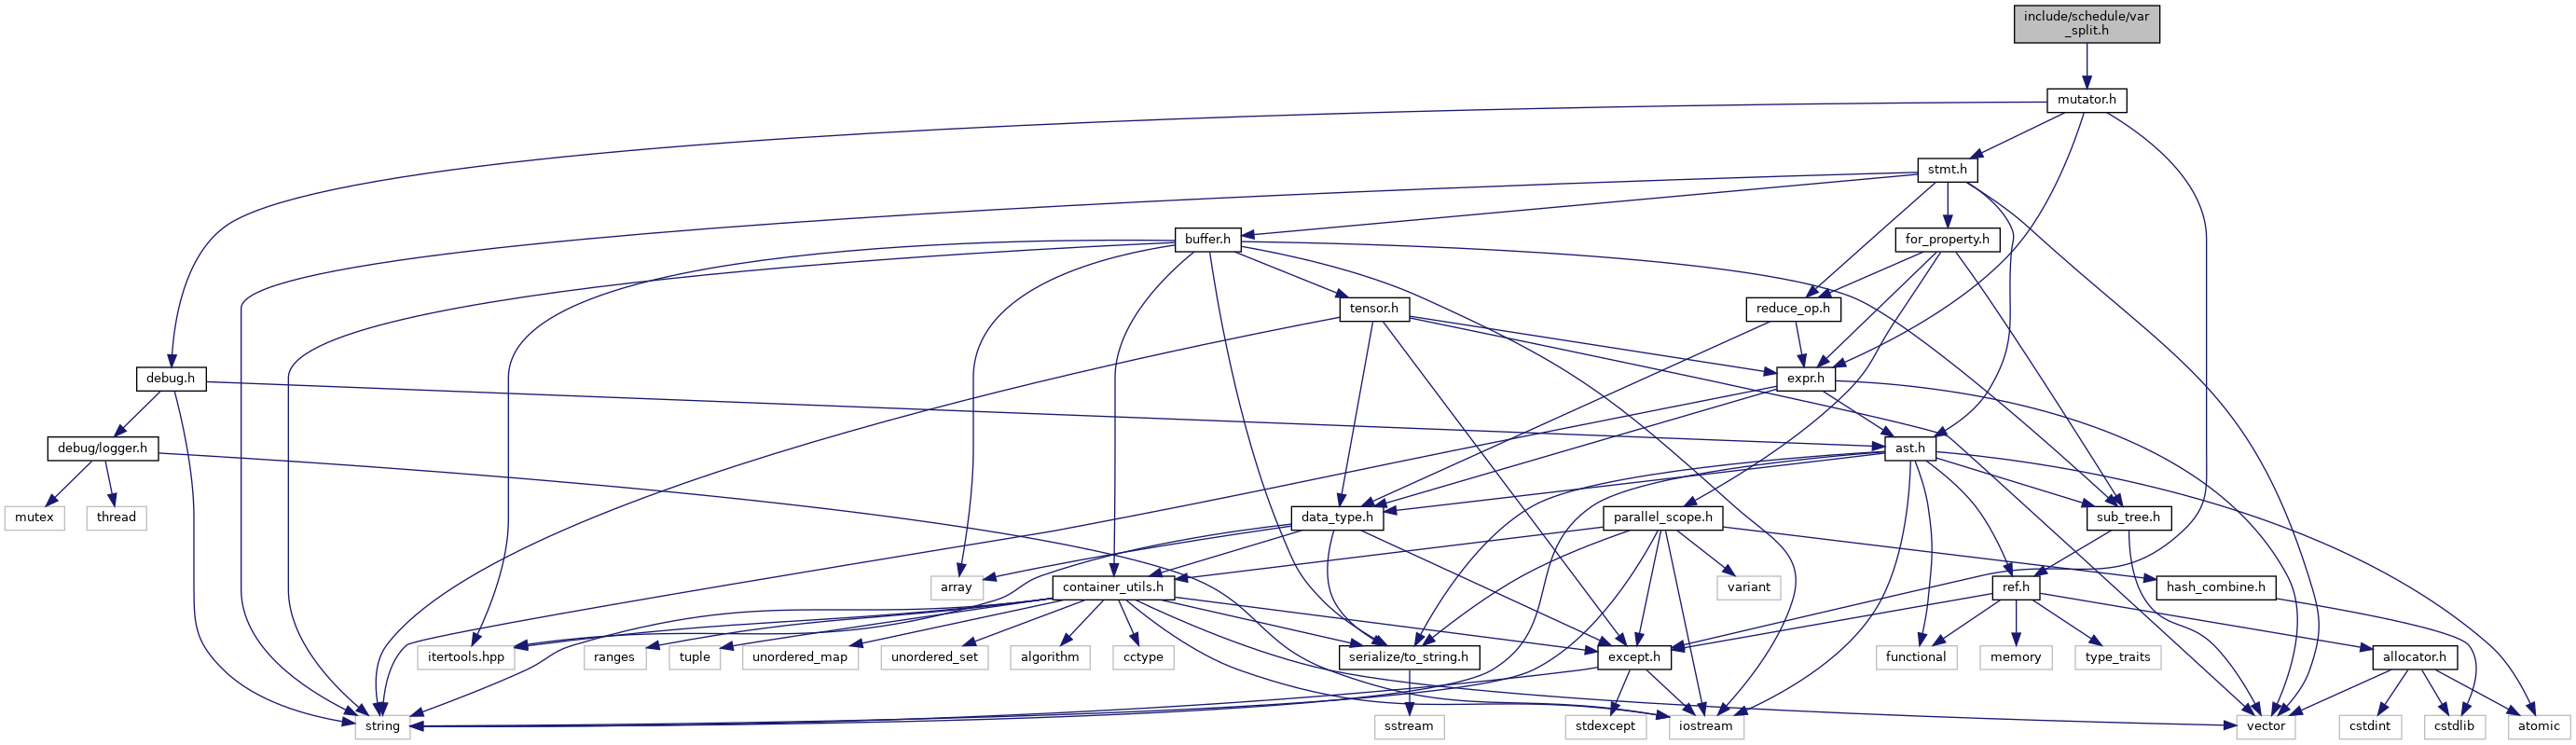 include/schedule/var
_split.h
mutator.h
stmt.h
buffer.h
for_property.h
tensor.h
reduce_op.h
debug.h
expr.h
debug/logger.h
ast.h
mutex
thread
data_type.h
parallel_scope.h
sub_tree.h
array
container_utils.h
variant
ref.h
hash_combine.h
itertools.hpp
ranges
tuple
unordered_map
unordered_set
algorithm
cctype
serialize/to_string.h
except.h
functional
memory
type_traits
allocator.h
string
sstream
stdexcept
iostream
vector
cstdint
cstdlib
atomic